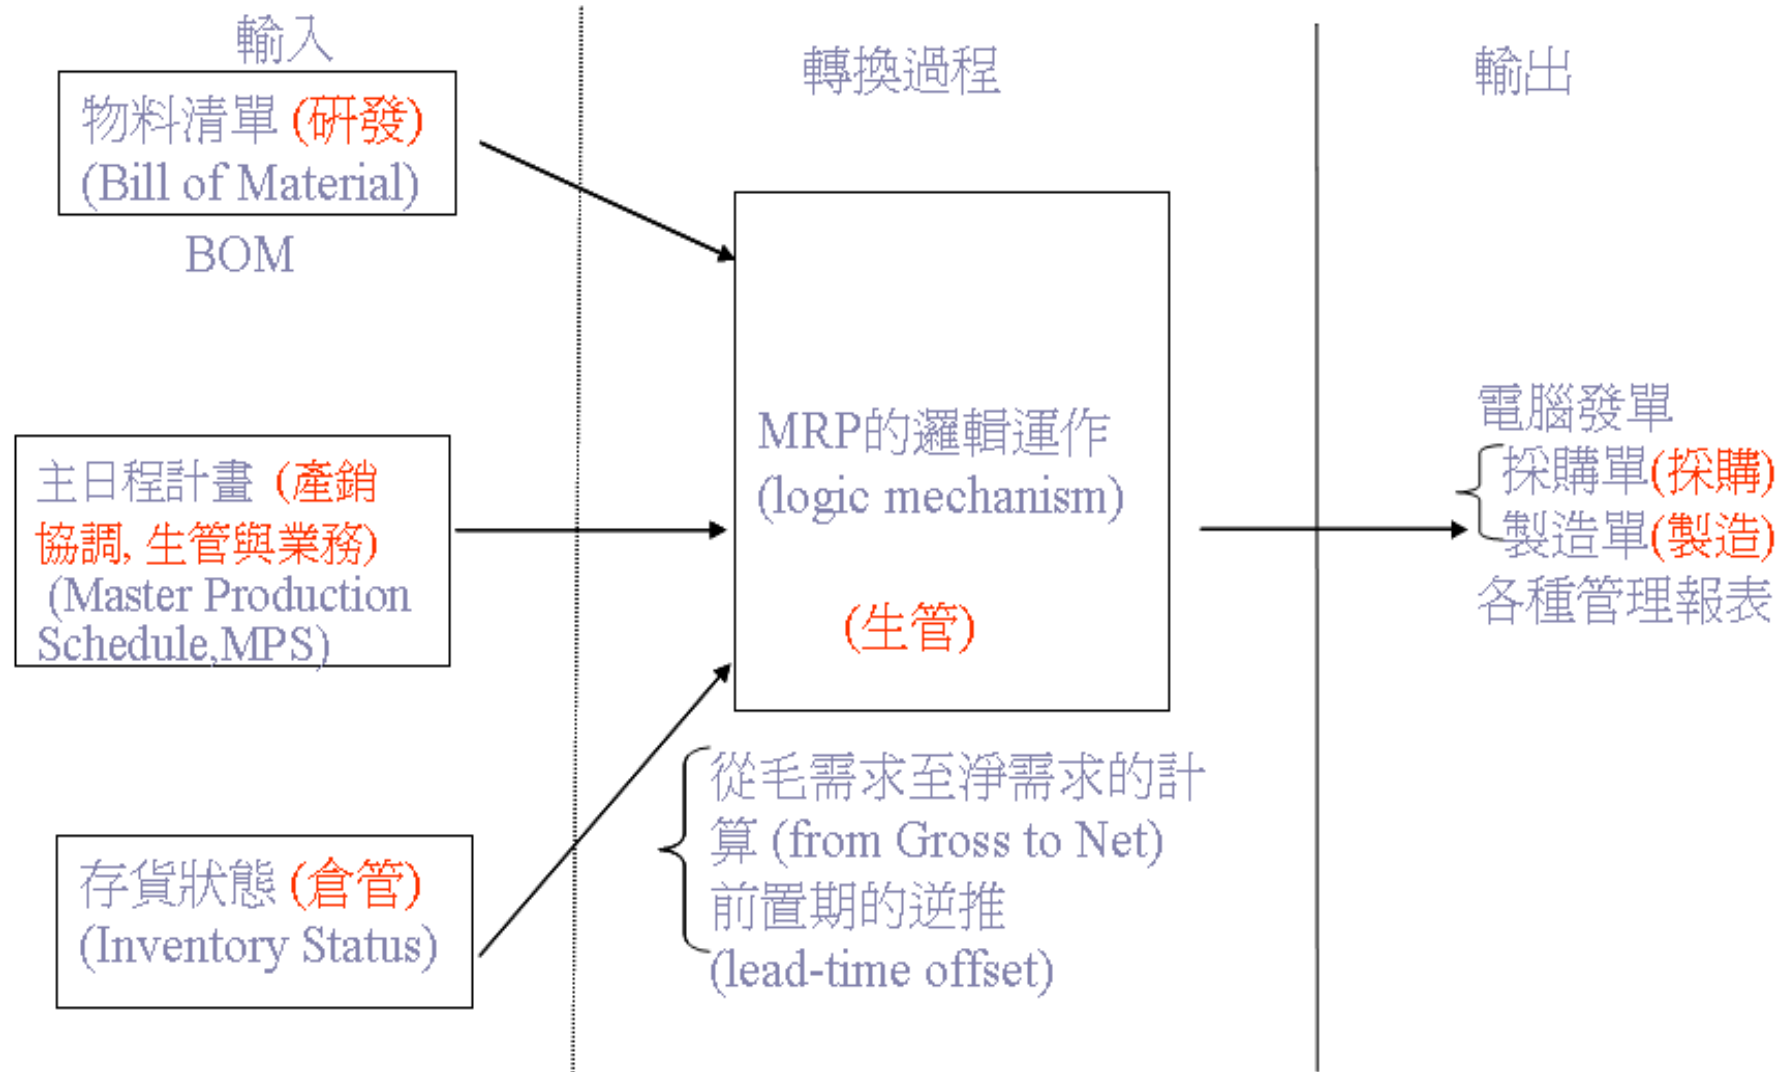 輸入
物料清單 (研發)
(Bill of Material)
BOM
主日程計畫 (產銷
協調, 生管與業務)
(Master Production
Schedule,MPS)
存貨狀態 (倉管)
(Inventory Status)
轉換過程
MRP的邏輯運作
(logic mechanism)
(生管)
從毛需求至淨需求的計
算 (from Gross to Net)
前置期的逆推
(lead-time offset)
輸出
電腦發單
採購單(採購)
製造單(製造)
各種管理報表